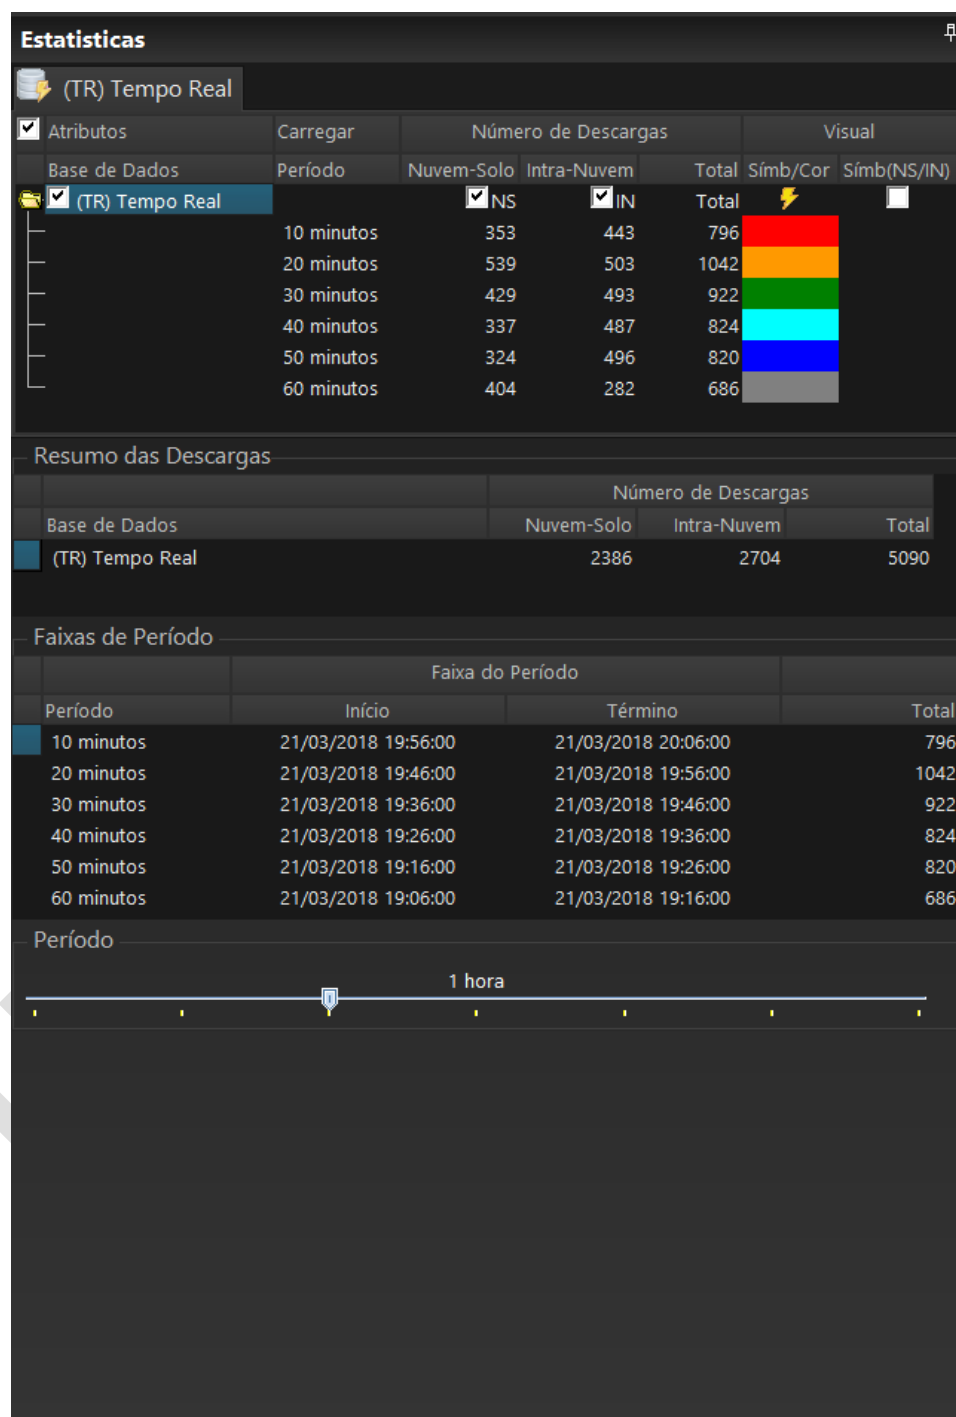 Estatisticas
(TR) Tempo Real
Atributos Carregar Número de Descargas Visual
Base de Dados Período Nuvem-Solo Intra-Nuvem Total Símb/Cor Símb(NS/IN)
(TR) Tempo Real NS IN Total
10 minutos 353 443 796
20 minutos 539 503 1042
30 minutos 429 493 922
40 minutos 337 487 824
50 minutos 324 496 820
60 minutos 404 282 686
Resumo das Descargas
Número de Descargas
Base de Dados Nuvem-Solo Intra-Nuvem Total
(TR) Tempo Real 2386 2704 5090
Faixas de Período
Faixa do Período
Período Início Término Total
10 minutos 21/03/2018 19:56:00 21/03/2018 20:06:00 796
20 minutos 21/03/2018 19:46:00 21/03/2018 19:56:00 1042
30 minutos 21/03/2018 19:36:00 21/03/2018 19:46:00 922
40 minutos 21/03/2018 19:26:00 21/03/2018 19:36:00 824
50 minutos 21/03/2018 19:16:00 21/03/2018 19:26:00 820
60 minutos 21/03/2018 19:06:00 21/03/2018 19:16:00 686
Período
1 hora